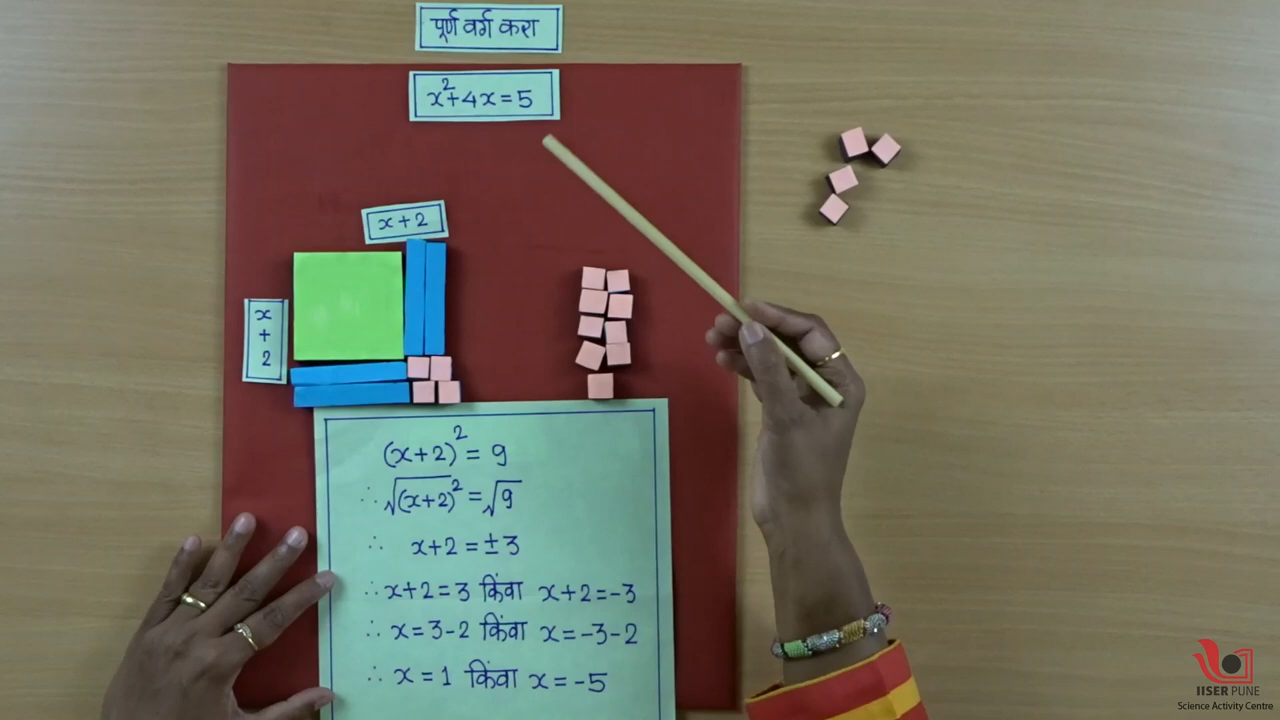 पूर्ण वर्ग करा
x²+4x=5
x+2
x
+
2
(x+2)² = 9
∴ √(x+2)² = √9
∴ x+2 = ±3
∴ x+2 = 3 किंवा x+2 = -3
∴ x = 3-2 किंवा x = -3-2
∴ x = 1 किंवा x = -5
IISER PUNE
Science Activity Centre